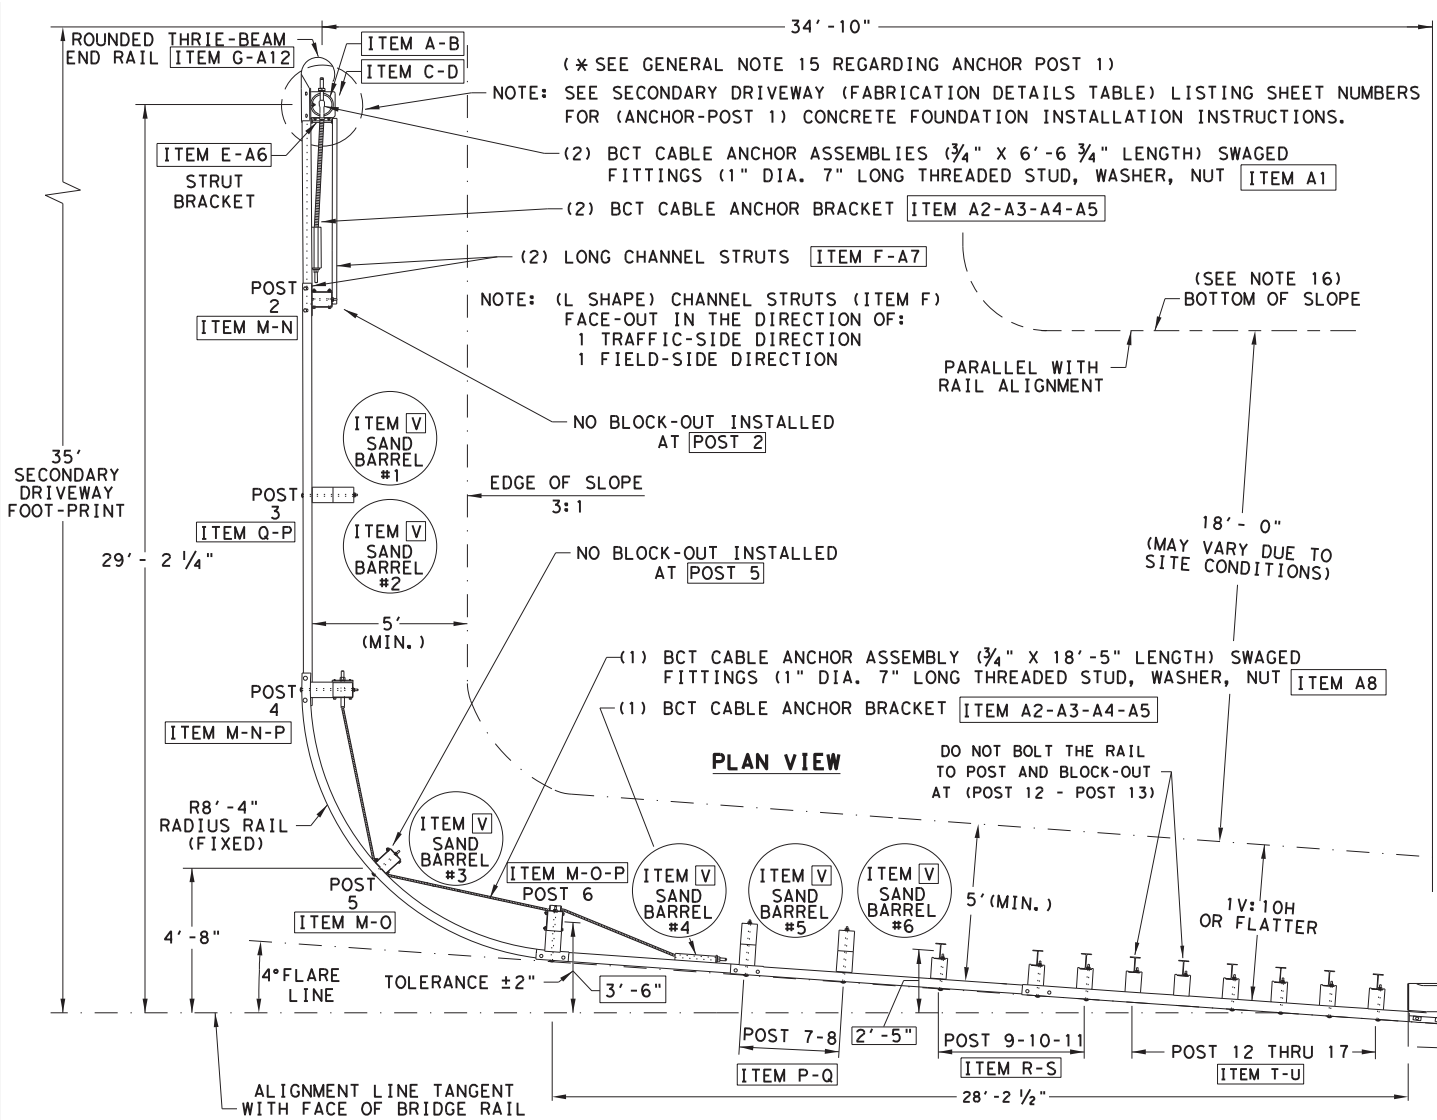 34'-10"
ROUNDED THRIE-BEAM
END RAIL ITEM G-A12
ITEM A-B
ITEM C-D
(* SEE GENERAL NOTE 15 REGARDING ANCHOR POST 1)
NOTE: SEE SECONDARY DRIVEWAY (FABRICATION DETAILS TABLE) LISTING SHEET NUMBERS
FOR (ANCHOR-POST 1) CONCRETE FOUNDATION INSTALLATION INSTRUCTIONS.
ITEM E-A6
STRUT
BRACKET
(2) BCT CABLE ANCHOR ASSEMBLIES (¾" X 6'-6 ¾" LENGTH) SWAGED
FITTINGS (1" DIA. 7" LONG THREADED STUD, WASHER, NUT ITEM A1
(2) BCT CABLE ANCHOR BRACKET ITEM A2-A3-A4-A5
(2) LONG CHANNEL STRUTS ITEM F-A7
POST
2
ITEM M-N
NOTE: (L SHAPE) CHANNEL STRUTS (ITEM F)
FACE-OUT IN THE DIRECTION OF:
1 TRAFFIC-SIDE DIRECTION
1 FIELD-SIDE DIRECTION
(SEE NOTE 16)
BOTTOM OF SLOPE
PARALLEL WITH
RAIL ALIGNMENT
ITEM V
SAND
BARREL
#1
NO BLOCK-OUT INSTALLED
AT POST 2
35'
SECONDARY
DRIVEWAY
FOOT-PRINT
POST
3
ITEM Q-P
EDGE OF SLOPE
3:1
29'- 2 ¼"
ITEM V
SAND
BARREL
#2
NO BLOCK-OUT INSTALLED
AT POST 5
18'- 0"
(MAY VARY DUE TO
SITE CONDITIONS)
5'
(MIN.)
(1) BCT CABLE ANCHOR ASSEMBLY (¾" X 18'-5" LENGTH) SWAGED
FITTINGS (1" DIA. 7" LONG THREADED STUD, WASHER, NUT ITEM A8
(1) BCT CABLE ANCHOR BRACKET ITEM A2-A3-A4-A5
POST
4
ITEM M-N-P
PLAN VIEW
DO NOT BOLT THE RAIL
TO POST AND BLOCK-OUT
AT (POST 12 - POST 13)
R8'-4"
RADIUS RAIL
(FIXED)
ITEM V
SAND
BARREL
#3
ITEM M-O-P
POST 6
ITEM V
SAND
BARREL
#4
ITEM V
SAND
BARREL
#5
ITEM V
SAND
BARREL
#6
5'(MIN.)
1V:10H
OR FLATTER
POST
5
ITEM M-O
4'-8"
4° FLARE
LINE
TOLERANCE ±2"
3'-6"
POST 7-8
ITEM P-Q
2'-5"
POST 9-10-11
ITEM R-S
POST 12 THRU 17
ITEM T-U
28'-2 ½"
ALIGNMENT LINE TANGENT
WITH FACE OF BRIDGE RAIL